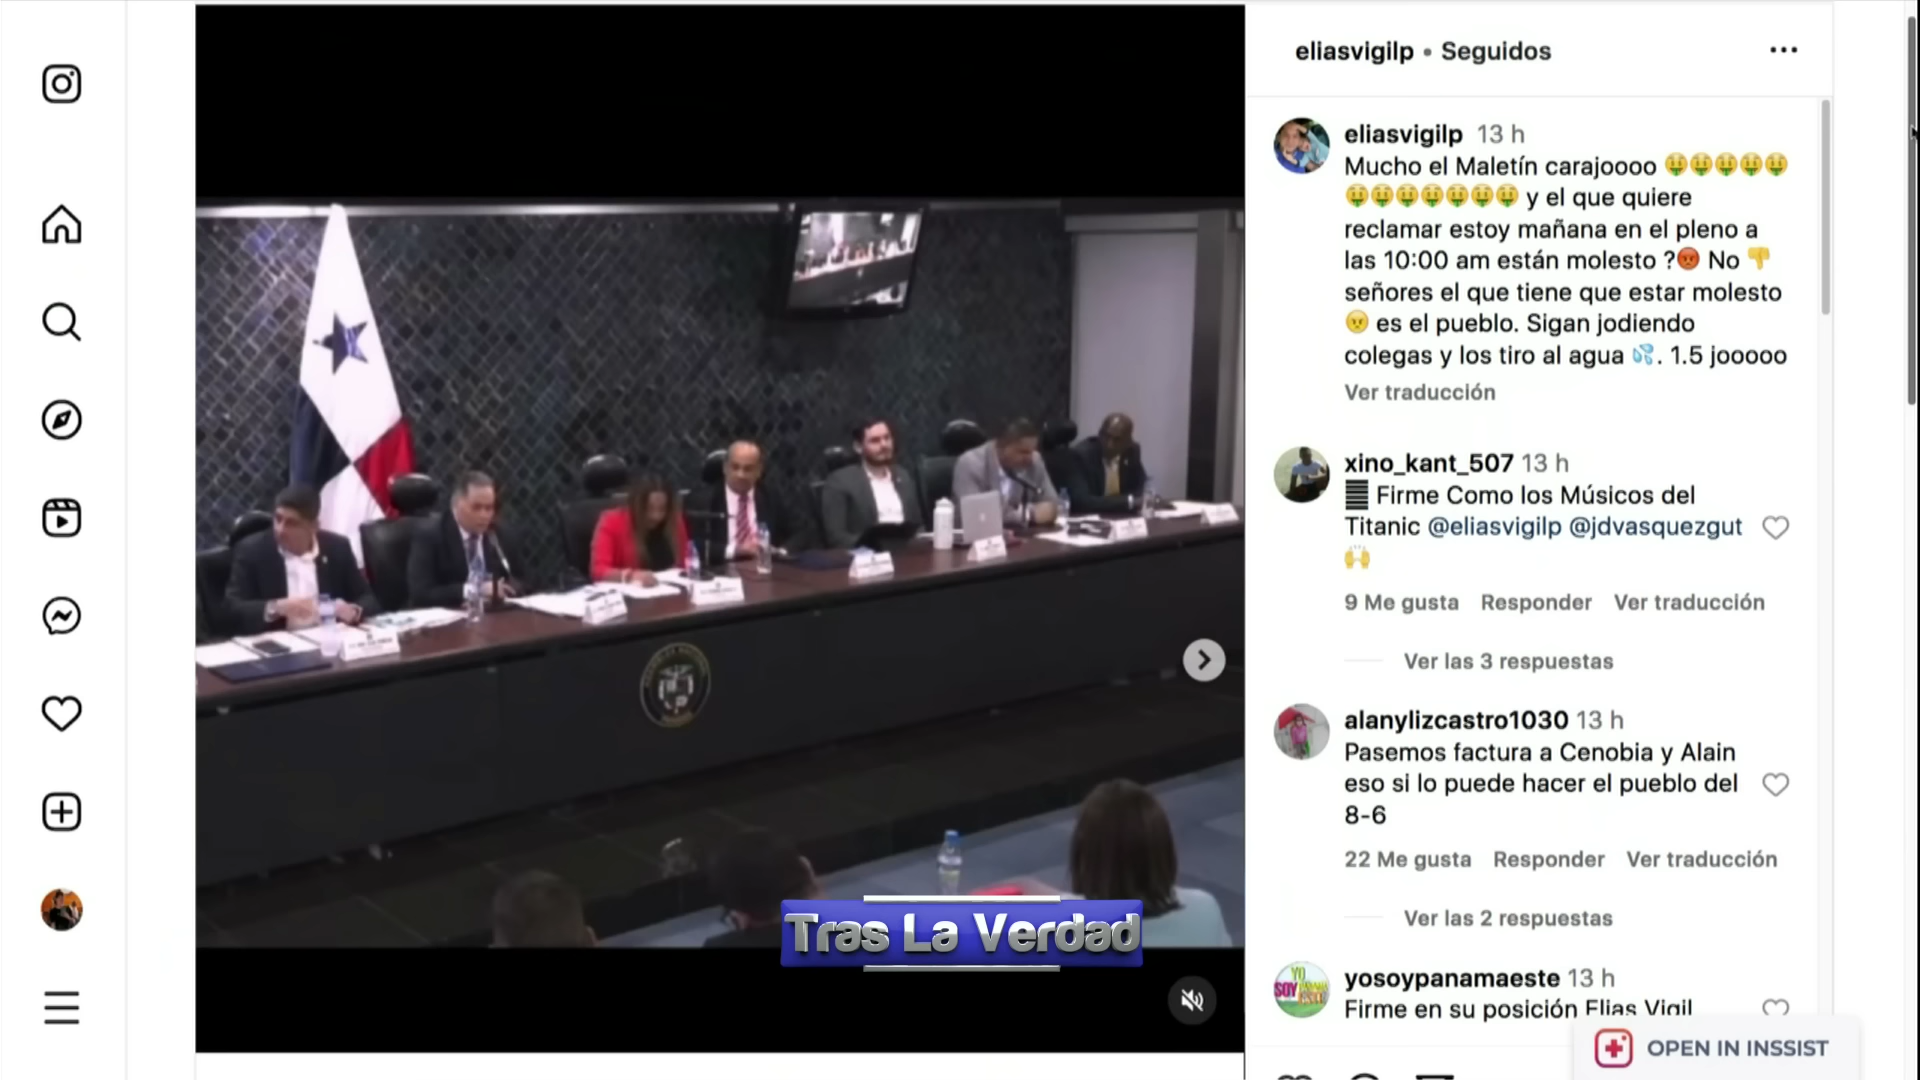 eliasvigilp • Seguidos
eliasvigilp 13 h
Mucho el Maletín carajoooo 🤑🤑🤑🤑🤑
🤑🤑🤑🤑🤑🤑🤑 y el que quiere
reclamar estoy mañana en el pleno a
las 10:00 am están molesto ?😡 No 👎
señores el que tiene que estar molesto
😠 es el pueblo. Sigan jodiendo
colegas y los tiro al agua 💦. 1.5 jooooo
Ver traducción
xino_kant_507 13 h
Firme Como los Músicos del
Titanic @eliasvigilp @jdvasquezgut
🙌
9 Me gusta Responder Ver traducción
Ver las 3 respuestas
alanylizcastro1030 13 h
Pasemos factura a Cenobia y Alain
eso si lo puede hacer el pueblo del
8-6
22 Me gusta Responder Ver traducción
Ver las 2 respuestas
yosoypanamaeste 13 h
Firme en su posición Elias Vigil
OPEN IN INSSIST
Tras La Verdad